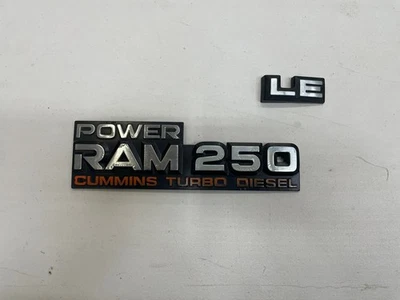 LE
POWER
RAM 250
CUMMINS TURBO DIESEL